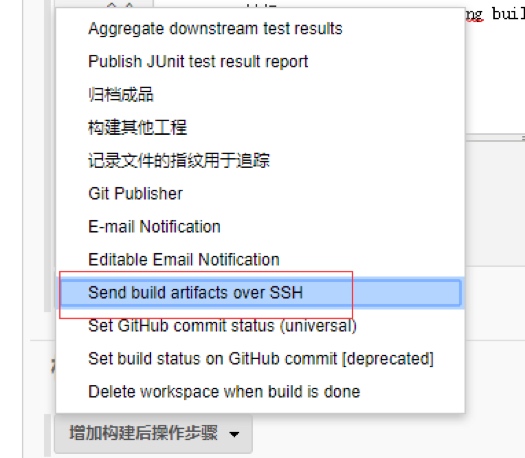 ng buil
Aggregate downstream test results
Publish JUnit test result report
归档成品
构建其他工程
记录文件的指纹用于追踪
Git Publisher
E-mail Notification
Editable Email Notification
Send build artifacts over SSH
Set GitHub commit status (universal)
Set build status on GitHub commit [deprecated]
Delete workspace when build is done
增加构建后操作步骤